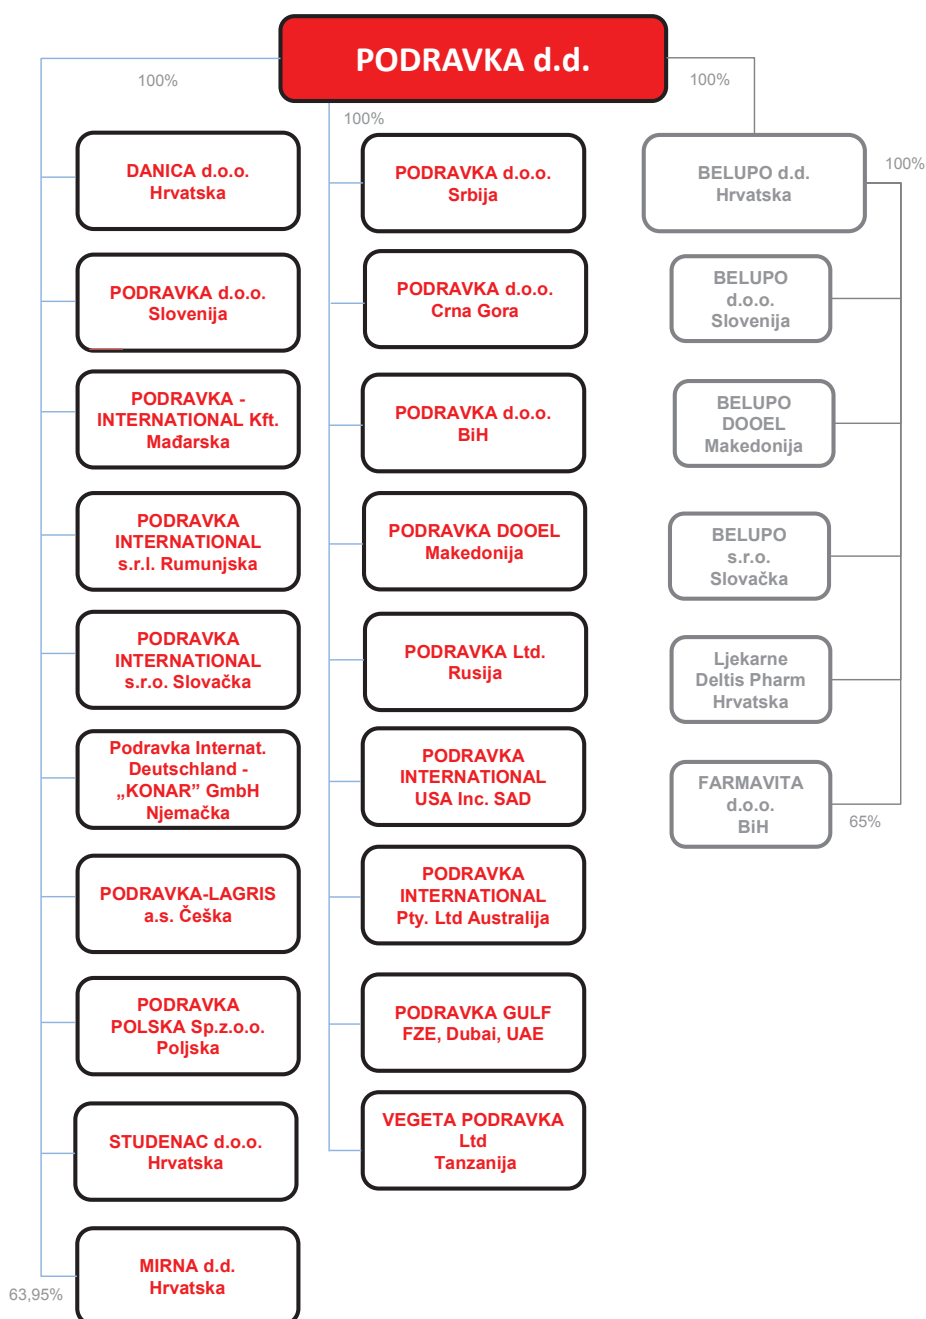 PODRAVKA d.d.
100%
100%
100%
DANICA d.o.o.
Hrvatska
PODRAVKA d.o.o.
Slovenija
PODRAVKA -
INTERNATIONAL Kft.
Mađarska
PODRAVKA
INTERNATIONAL
s.r.l. Rumunjska
PODRAVKA
INTERNATIONAL
s.r.o. Slovačka
Podravka Internat.
Deutschland -
„KONAR” GmbH
Njemačka
PODRAVKA-LAGRIS
a.s. Češka
PODRAVKA
POLSKA Sp.z.o.o.
Poljska
STUDENAC d.o.o.
Hrvatska
MIRNA d.d.
Hrvatska
63,95%
PODRAVKA d.o.o.
Srbija
PODRAVKA d.o.o.
Crna Gora
PODRAVKA d.o.o.
BiH
PODRAVKA DOOEL
Makedonija
PODRAVKA Ltd.
Rusija
PODRAVKA
INTERNATIONAL
USA Inc. SAD
PODRAVKA
INTERNATIONAL
Pty. Ltd Australija
PODRAVKA GULF
FZE, Dubai, UAE
VEGETA PODRAVKA
Ltd
Tanzanija
BELUPO d.d.
Hrvatska
100%
BELUPO
d.o.o.
Slovenija
BELUPO
DOOEL
Makedonija
BELUPO
s.r.o.
Slovačka
Ljekarne
Deltis Pharm
Hrvatska
FARMAVITA
d.o.o.
BiH
65%